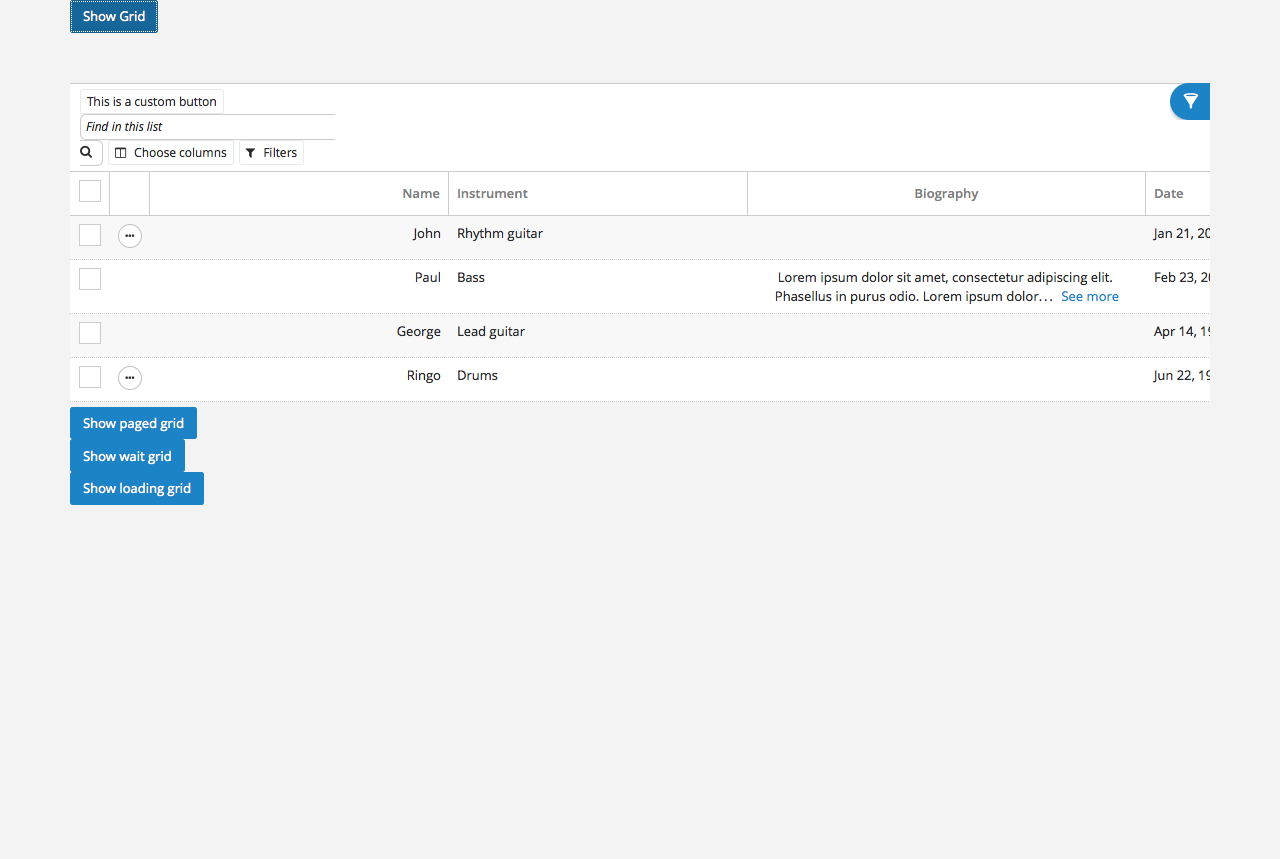 Show Grid
This is a custom button
Find in this list
Choose columns Filters
Name Instrument Biography Date
John Rhythm guitar Jan 21, 20
Paul Bass Lorem ipsum dolor sit amet, consectetur adipiscing elit. Feb 23, 20
Phasellus in purus odio. Lorem ipsum dolor... See more
George Lead guitar Apr 14, 19
Ringo Drums Jun 22, 19
Show paged grid
Show wait grid
Show loading grid